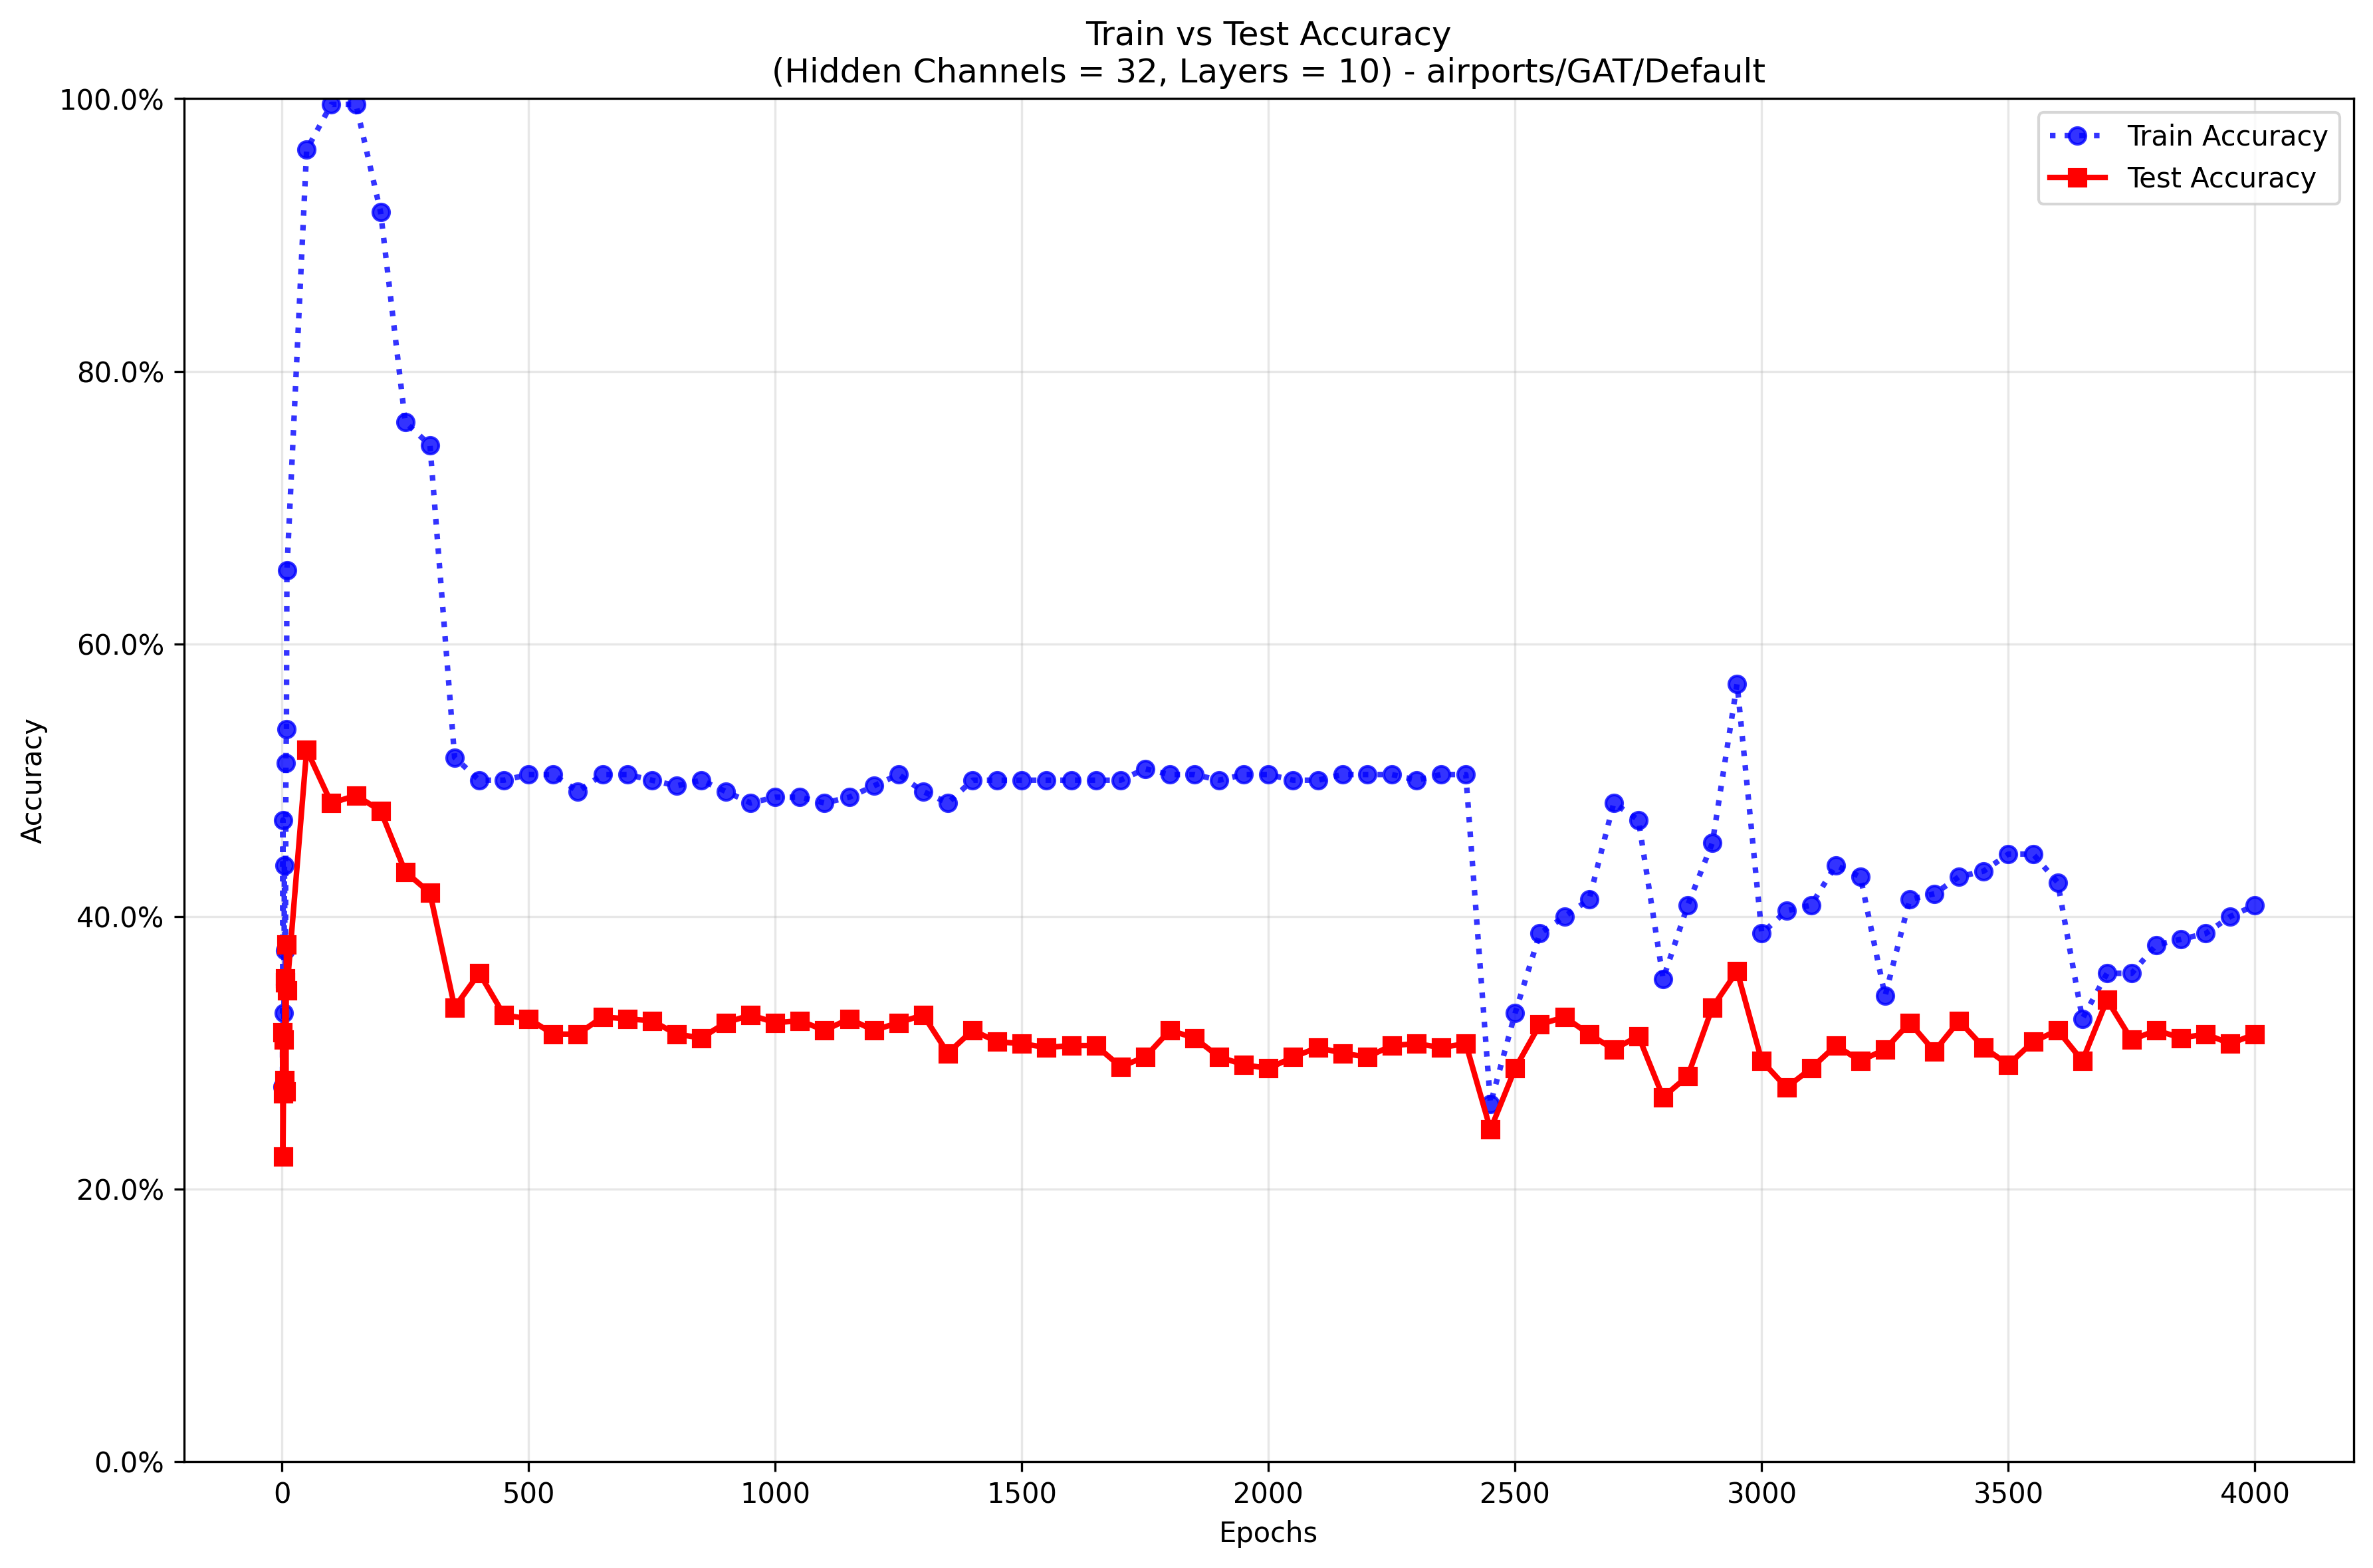 Train vs Test Accuracy
(Hidden Channels = 32, Layers = 10) - airports/GAT/Default
100.0%
80.0%
60.0%
40.0%
20.0%
0.0%
Accuracy
Train Accuracy
Test Accuracy
0 500 1000 1500 2000 2500 3000 3500 4000
Epochs